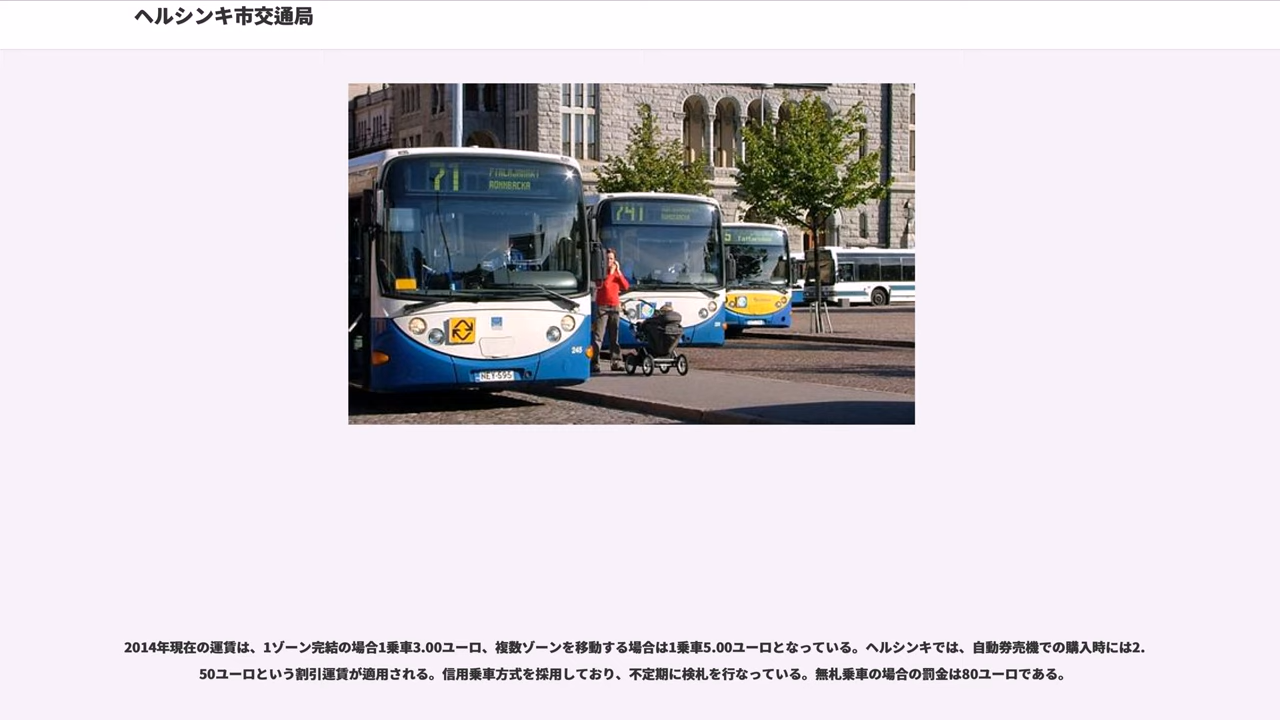 ヘルシンキ市交通局
71
RÖNNBACKA
741
5
245
NEY-595
2014年現在の運賃は、1ゾーン完結の場合1乗車3.00ユーロ、複数ゾーンを移動する場合は1乗車5.00ユーロとなっている。ヘルシンキでは、自動券売機での購入時には2.
50ユーロという割引運賃が適用される。信用乗車方式を採用しており、不定期に検札を行なっている。無札乗車の場合の罰金は80ユーロである。